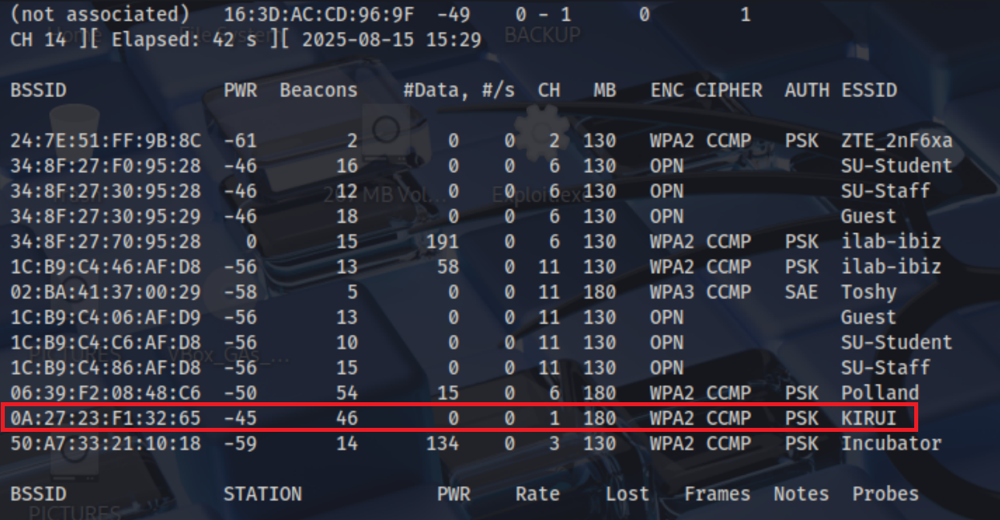 (not associated) 16:3D:AC:CD:96:9F -49 0 - 1 0 1
CH 14 ][ Elapsed: 42 s ][ 2025-08-15 15:29
BSSID PWR Beacons #Data, #/s CH MB ENC CIPHER AUTH ESSID
24:7E:51:FF:9B:8C -61 2 0 0 2 130 WPA2 CCMP PSK ZTE_2nF6xa
34:8F:27:F0:95:28 -46 16 0 0 6 130 OPN SU-Student
34:8F:27:30:95:28 -46 12 0 0 6 130 OPN SU-Staff
34:8F:27:30:95:29 -46 18 0 0 6 130 OPN Guest
34:8F:27:70:95:28 0 15 191 0 6 130 WPA2 CCMP PSK ilab-ibiz
1C:B9:C4:46:AF:D8 -56 13 58 0 11 130 WPA2 CCMP PSK ilab-ibiz
02:BA:41:37:00:29 -58 5 0 0 11 180 WPA3 CCMP SAE Toshy
1C:B9:C4:06:AF:D9 -56 13 0 0 11 130 OPN Guest
1C:B9:C4:C6:AF:D8 -56 10 0 0 11 130 OPN SU-Student
1C:B9:C4:86:AF:D8 -56 15 0 0 11 130 OPN SU-Staff
06:39:F2:08:48:C6 -50 54 15 0 6 180 WPA2 CCMP PSK Polland
0A:27:23:F1:32:65 -45 46 0 0 1 180 WPA2 CCMP PSK KIRUI
50:A7:33:21:10:18 -59 14 134 0 3 130 WPA2 CCMP PSK Incubator
BSSID STATION PWR Rate Lost Frames Notes Probes
Home
File System
BACKUP
MB Vol...
PICTURES
PICTURES